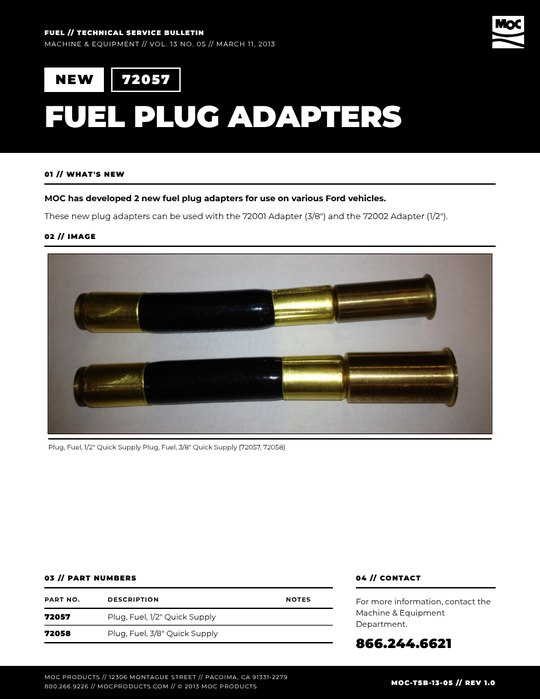 FUEL // TECHNICAL SERVICE BULLETIN
MACHINE & EQUIPMENT // VOL. 13 NO. 05 // MARCH 11, 2013
MOC
NEW 72057
FUEL PLUG ADAPTERS
01 // WHAT'S NEW
MOC has developed 2 new fuel plug adapters for use on various Ford vehicles.
These new plug adapters can be used with the 72001 Adapter (3/8") and the 72002 Adapter (1/2").
02 // IMAGE
Plug, Fuel, 1/2" Quick Supply Plug, Fuel, 3/8" Quick Supply (72057, 72058)
03 // PART NUMBERS
PART NO. DESCRIPTION NOTES
72057 Plug, Fuel, 1/2" Quick Supply
72058 Plug, Fuel, 3/8" Quick Supply
04 // CONTACT
For more information, contact the
Machine & Equipment
Department.
866.244.6621
MOC PRODUCTS // 12306 MONTAGUE STREET // PACOIMA, CA 91331-2279
800.266.9226 // MOCPRODUCTS.COM // © 2013 MOC PRODUCTS
MOC-TSB-13-05 // REV 1.0